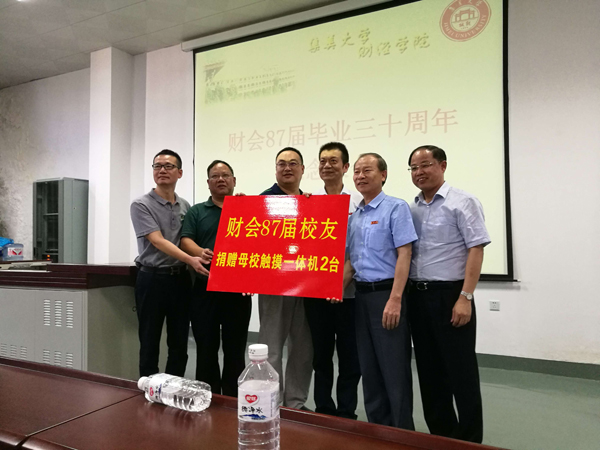 集美大学
财经学院
财会87届毕业三十周年
念
财会87届校友
捐赠母校触摸一体机2台